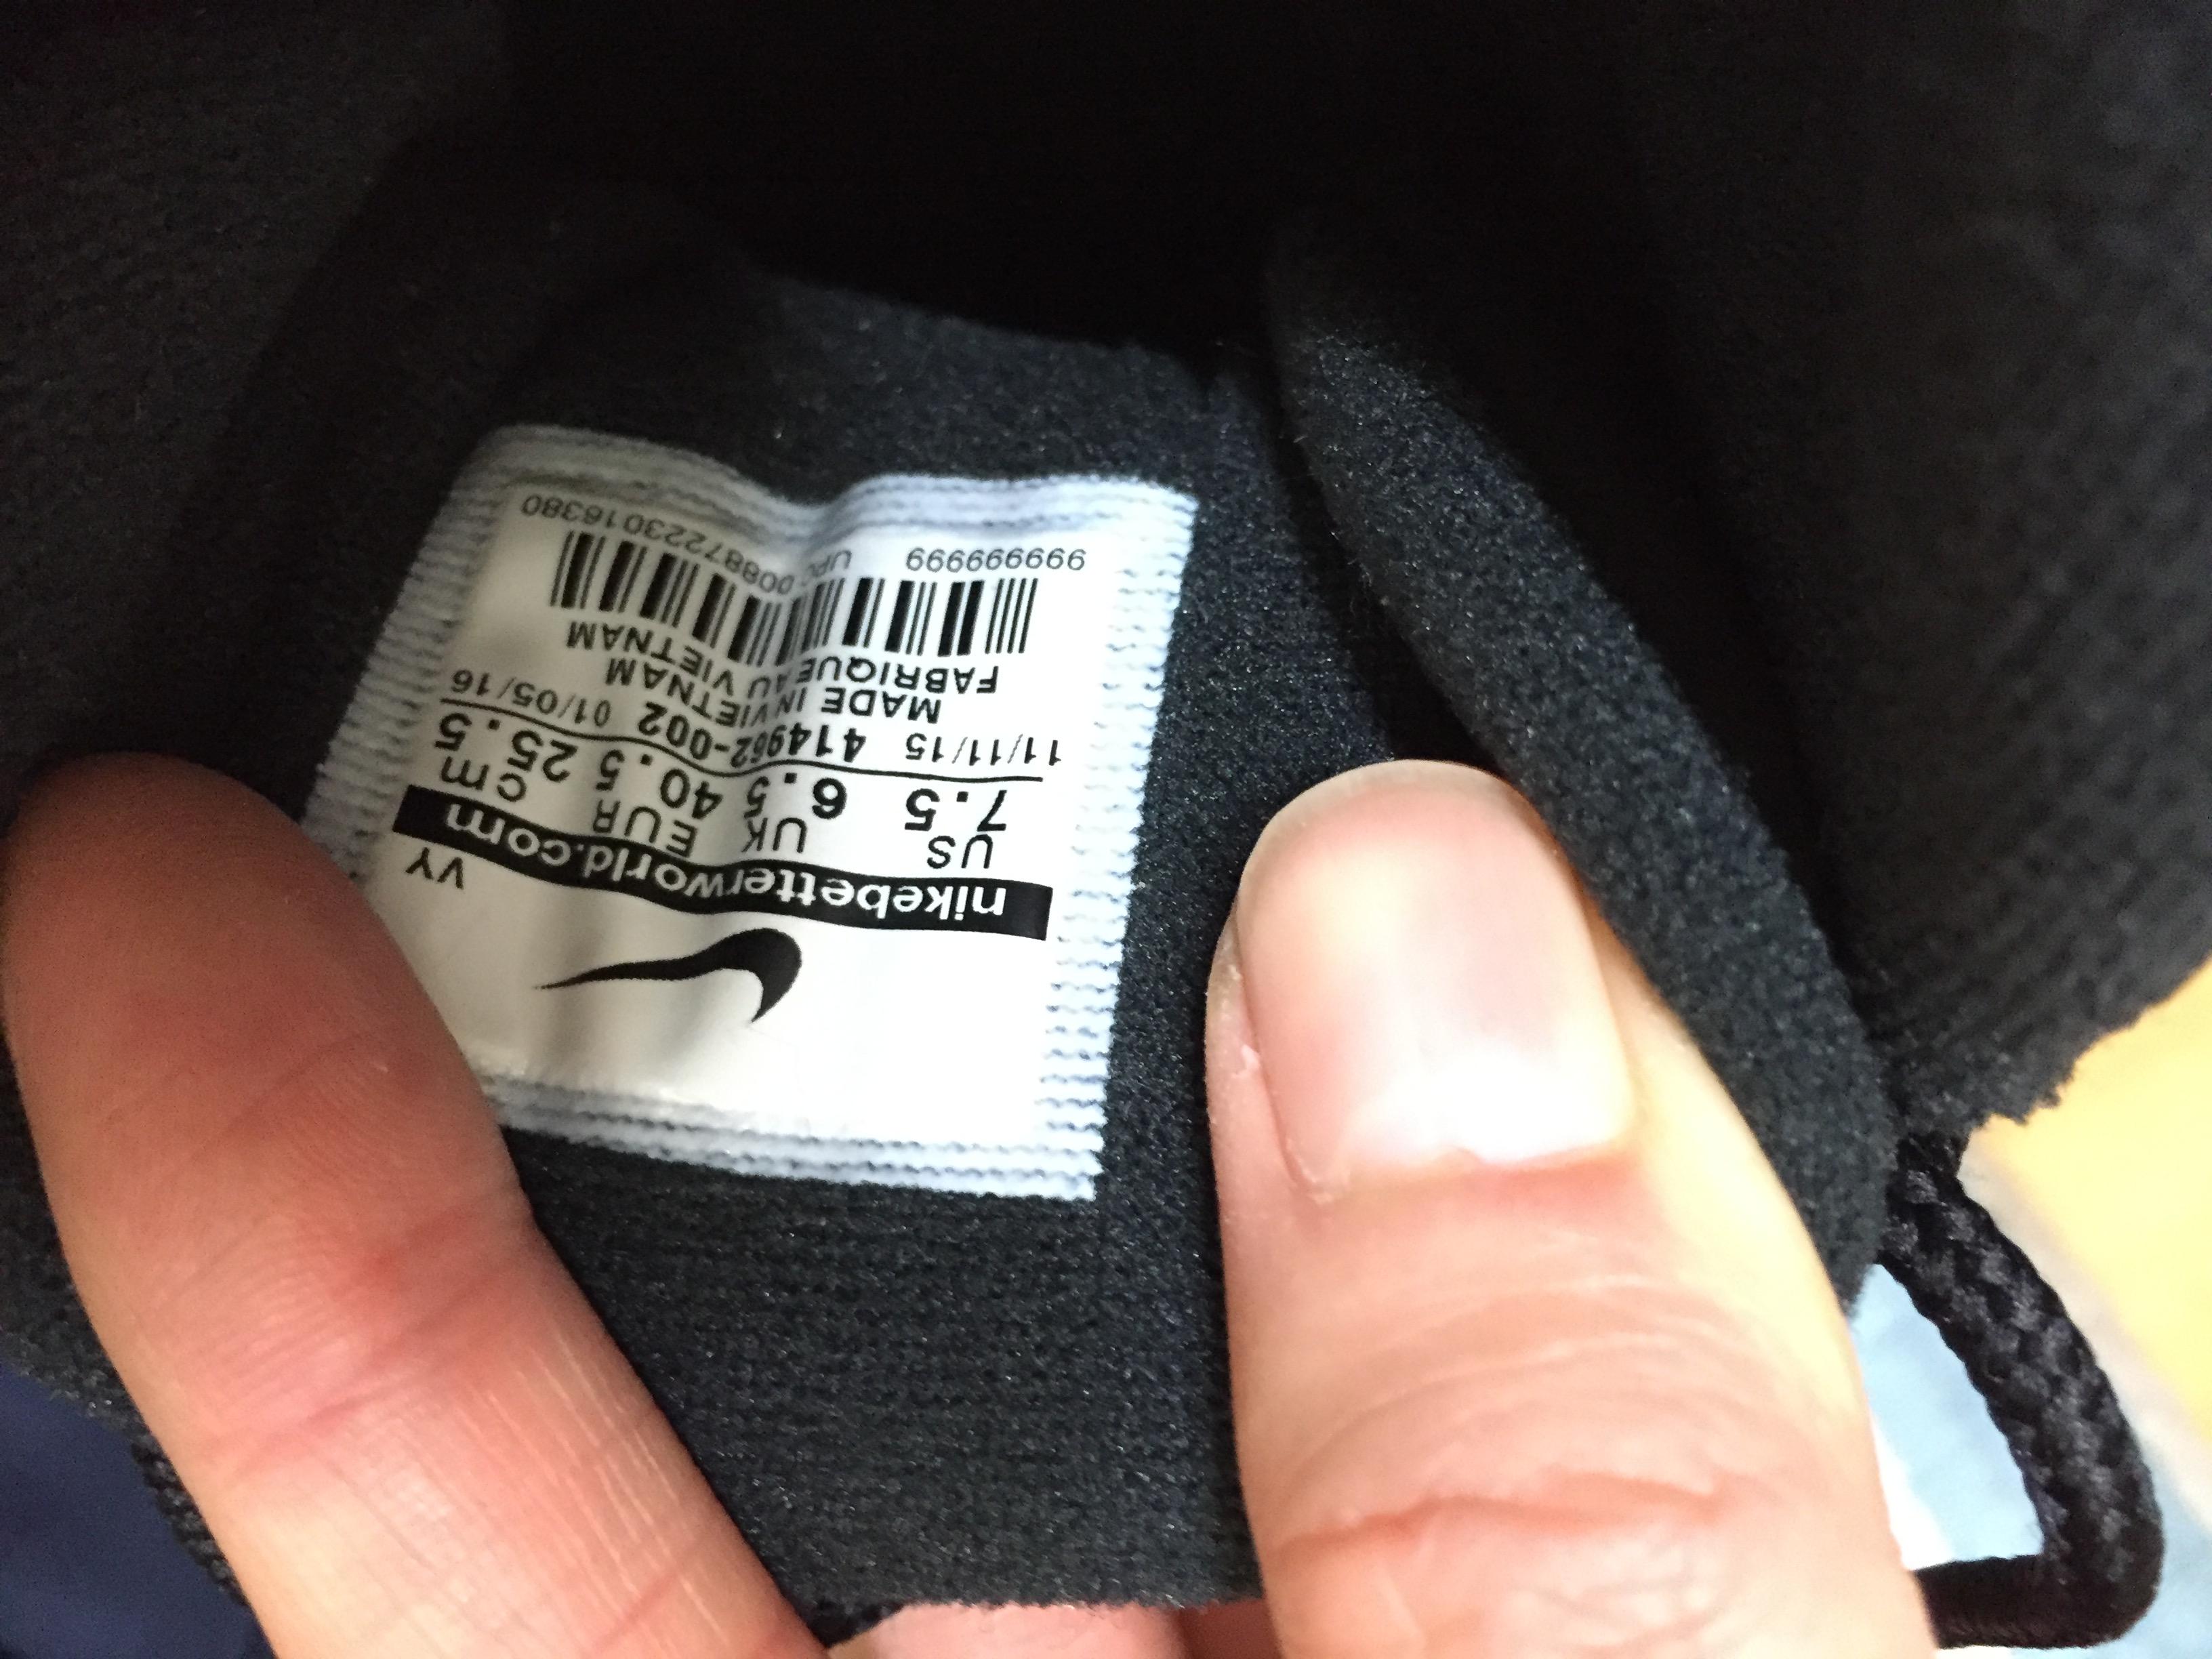 VY
nikebetterworld.com
US UK EUR cm
7.5 6.5 40.5 25.5
11/11/15 414962-002 01/05/16
MADE IN VIETNAM
FABRIQUE AU VIETNAM
99999999 UPC 00887223016380